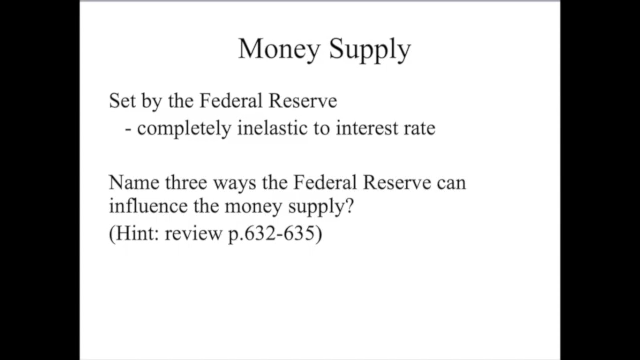 Money Supply
Set by the Federal Reserve
- completely inelastic to interest rate
Name three ways the Federal Reserve can
influence the money supply?
(Hint: review p.632-635)